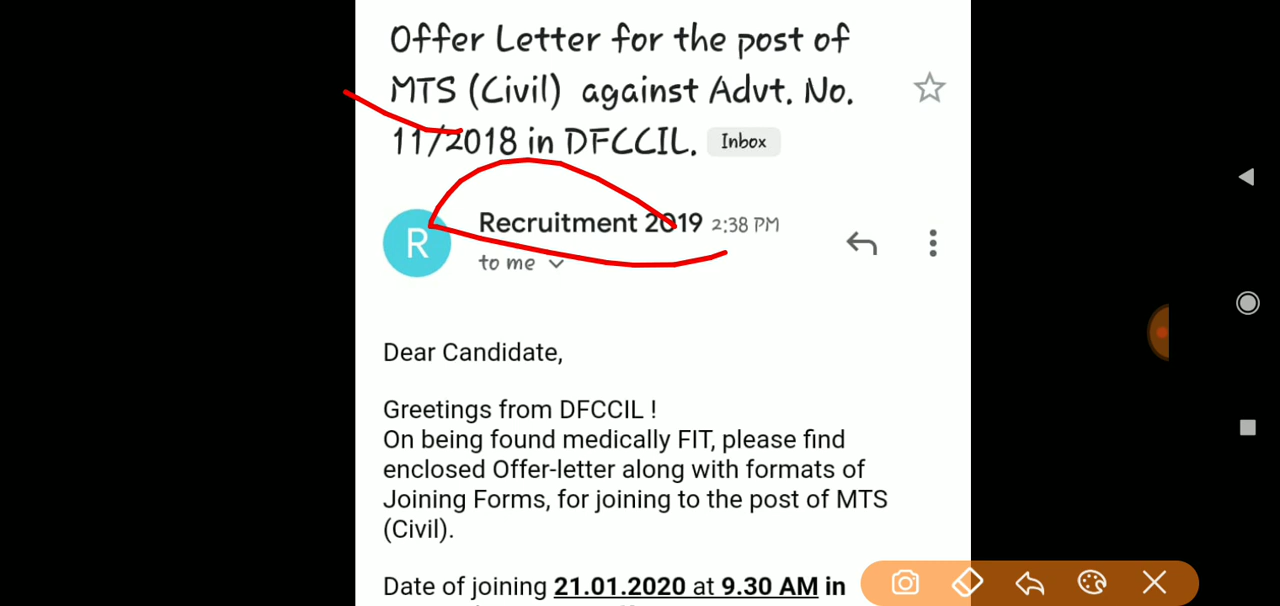 Offer Letter for the post of
MTS (Civil) against Advt. No.
11/2018 in DFCCIL. Inbox
R
Recruitment 2019 2:38 PM
to me
Dear Candidate,
Greetings from DFCCIL !
On being found medically FIT, please find
enclosed Offer-letter along with formats of
Joining Forms, for joining to the post of MTS
(Civil).
Date of joining 21.01.2020 at 9.30 AM in